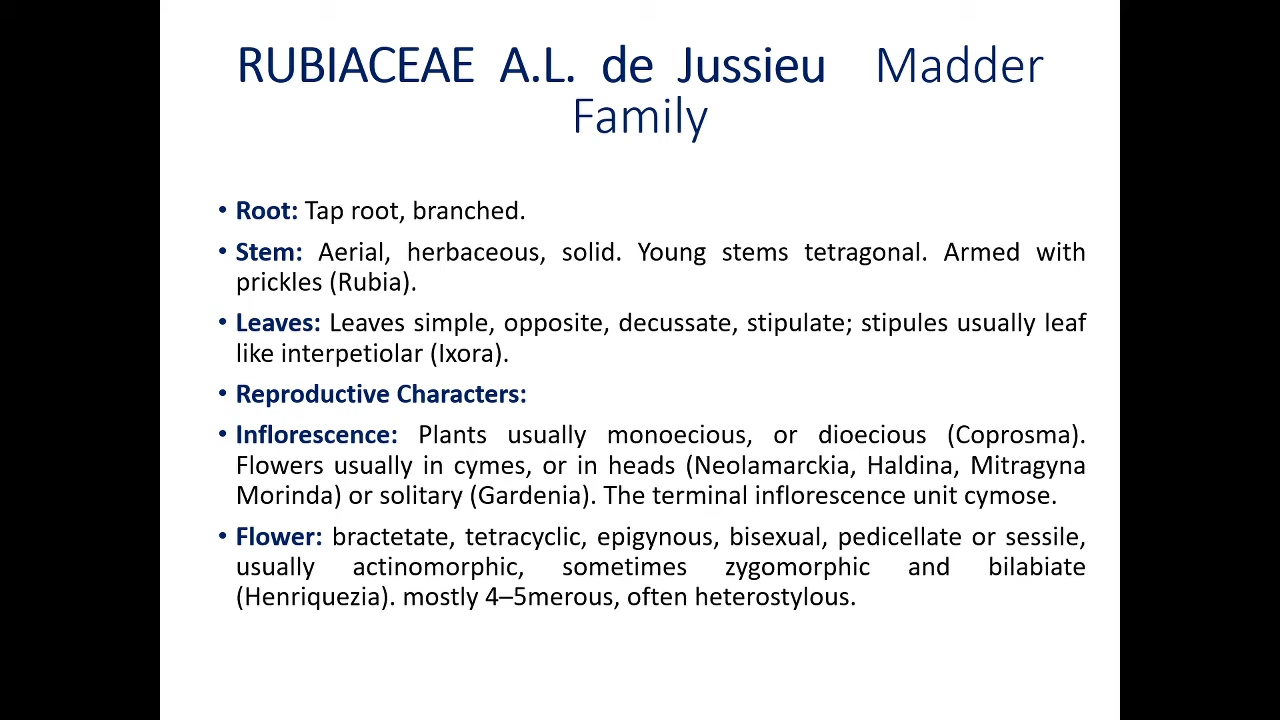 RUBIACEAE A.L. de Jussieu Madder
Family
• Root: Tap root, branched.
• Stem: Aerial, herbaceous, solid. Young stems tetragonal. Armed with
prickles (Rubia).
• Leaves: Leaves simple, opposite, decussate, stipulate; stipules usually leaf
like interpetiolar (Ixora).
• Reproductive Characters:
• Inflorescence: Plants usually monoecious, or dioecious (Coprosma).
Flowers usually in cymes, or in heads (Neolamarckia, Haldina, Mitragyna
Morinda) or solitary (Gardenia). The terminal inflorescence unit cymose.
• Flower: bractetate, tetracyclic, epigynous, bisexual, pedicellate or sessile,
usually actinomorphic, sometimes zygomorphic and bilabiate
(Henriquezia). mostly 4–5merous, often heterostylous.